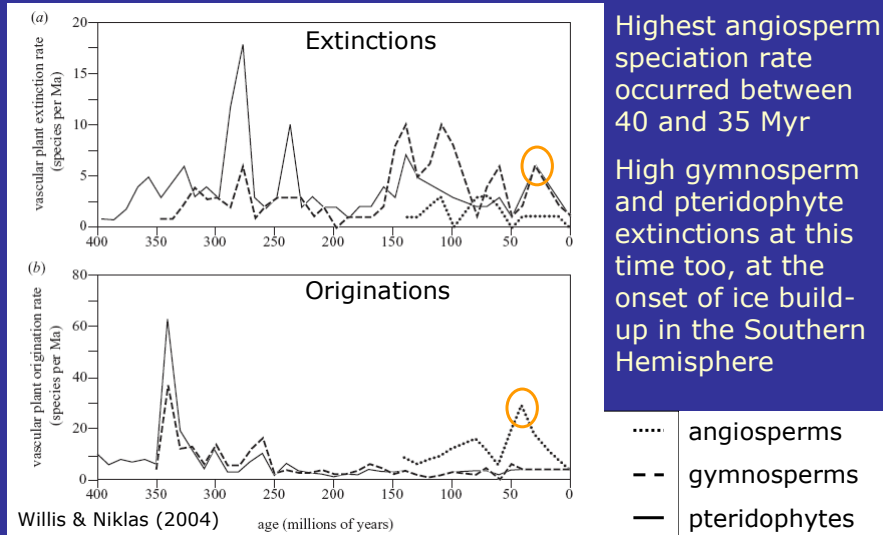 (a)
Extinctions
vascular plant extinction rate
(species per Ma)
20
15
10
5
0
400 350 300 250 200 150 100 50 0
(b)
Originations
vascular plant origination rate
(species per Ma)
80
60
40
20
0
400 350 300 250 200 150 100 50 0
age (millions of years)
Willis & Niklas (2004)
Highest angiosperm
speciation rate
occurred between
40 and 35 Myr
High gymnosperm
and pteridophyte
extinctions at this
time too, at the
onset of ice build-
up in the Southern
Hemisphere
angiosperms
gymnosperms
pteridophytes